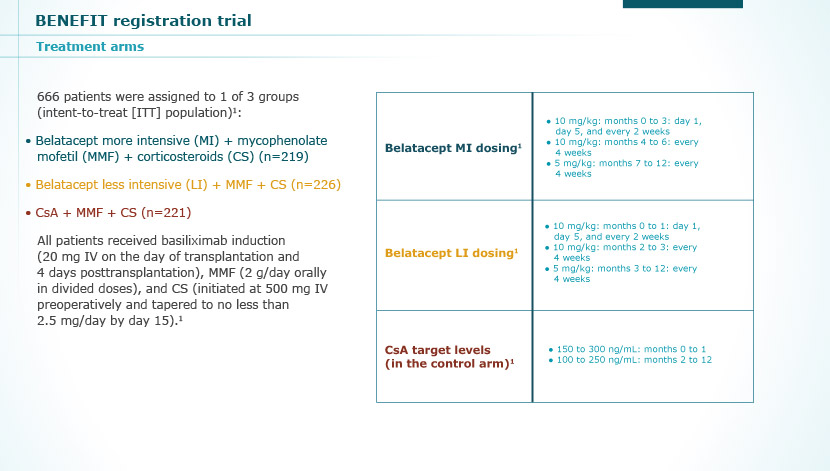 BENEFIT registration trial
Treatment arms
666 patients were assigned to 1 of 3 groups
(intent-to-treat [ITT] population)¹:
• Belatacept more intensive (MI) + mycophenolate
mofetil (MMF) + corticosteroids (CS) (n=219)
• Belatacept less intensive (LI) + MMF + CS (n=226)
• CsA + MMF + CS (n=221)
All patients received basiliximab induction
(20 mg IV on the day of transplantation and
4 days posttransplantation), MMF (2 g/day orally
in divided doses), and CS (initiated at 500 mg IV
preoperatively and tapered to no less than
2.5 mg/day by day 15).¹
Belatacept MI dosing¹
• 10 mg/kg: months 0 to 3: day 1,
day 5, and every 2 weeks
• 10 mg/kg: months 4 to 6: every
4 weeks
• 5 mg/kg: months 7 to 12: every
4 weeks
Belatacept LI dosing¹
• 10 mg/kg: months 0 to 1: day 1,
day 5, and every 2 weeks
• 10 mg/kg: months 2 to 3: every
4 weeks
• 5 mg/kg: months 3 to 12: every
4 weeks
CsA target levels
(in the control arm)¹
• 150 to 300 ng/mL: months 0 to 1
• 100 to 250 ng/mL: months 2 to 12